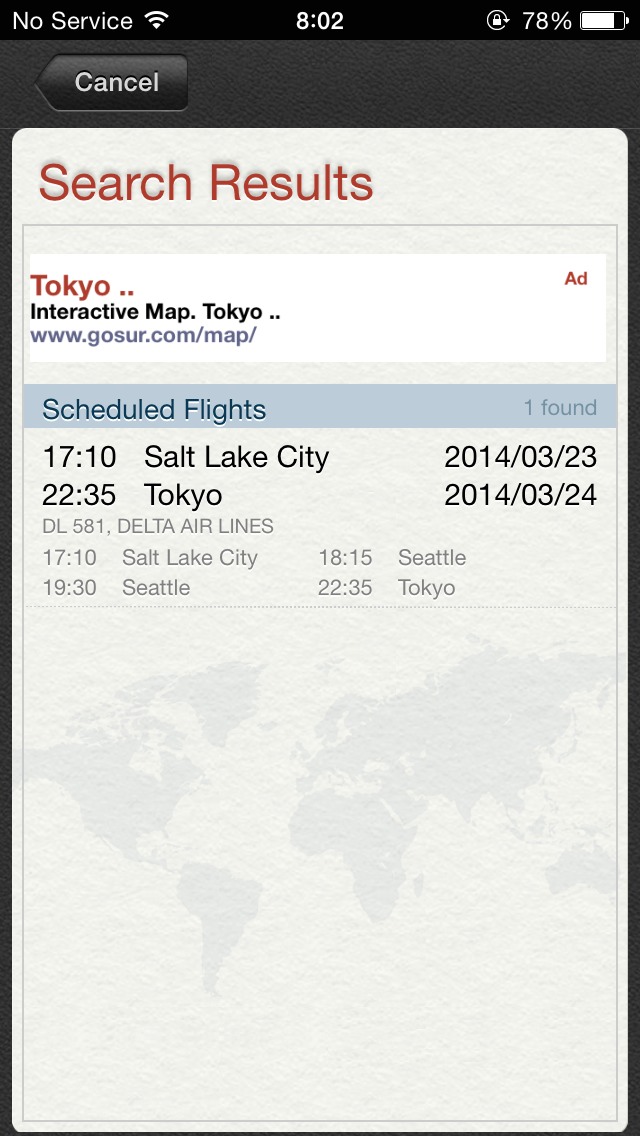 No Service 8:02 78%
Cancel
Search Results
Tokyo .. Ad
Interactive Map. Tokyo ..
www.gosur.com/map/
Scheduled Flights 1 found
17:10 Salt Lake City 2014/03/23
22:35 Tokyo 2014/03/24
DL 581, DELTA AIR LINES
17:10 Salt Lake City 18:15 Seattle
19:30 Seattle 22:35 Tokyo